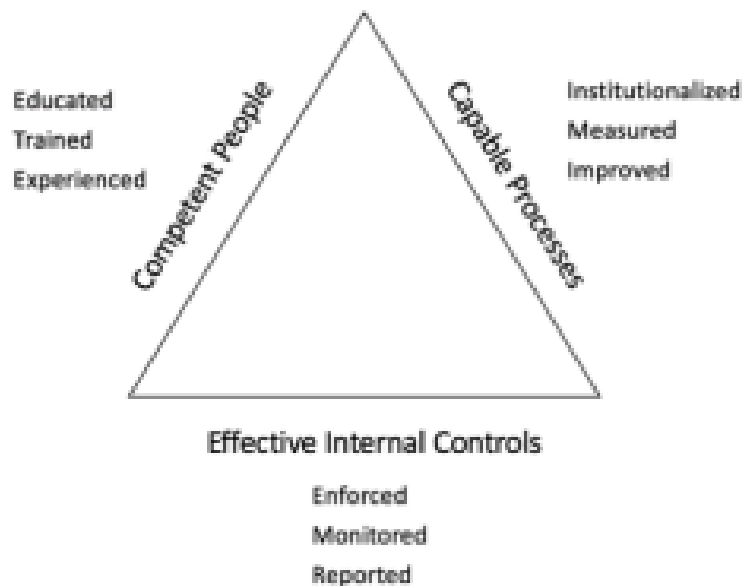 Educated
Trained
Experienced
Competent People
Capable Processes
Institutionalized
Measured
Improved
Effective Internal Controls
Enforced
Monitored
Reported